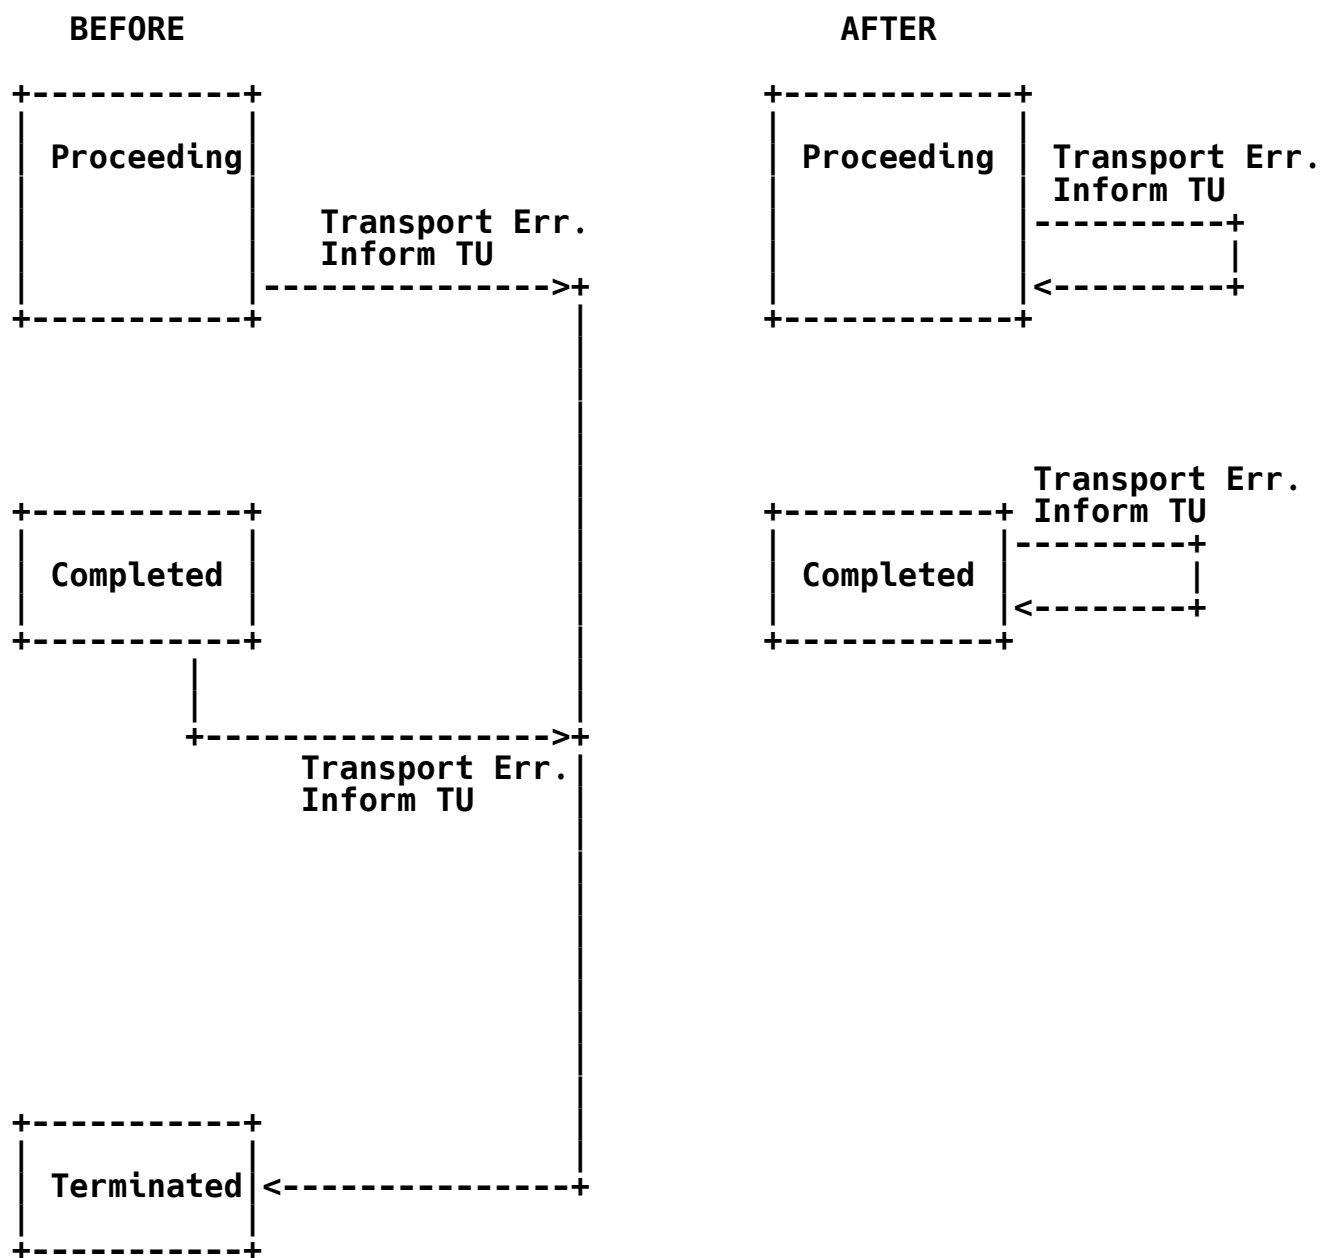 BEFORE
AFTER
Proceeding
Proceeding
Transport Err.
Inform TU
Transport Err.
Inform TU
Transport Err.
Inform TU
Completed
Completed
Transport Err.
Inform TU
Terminated